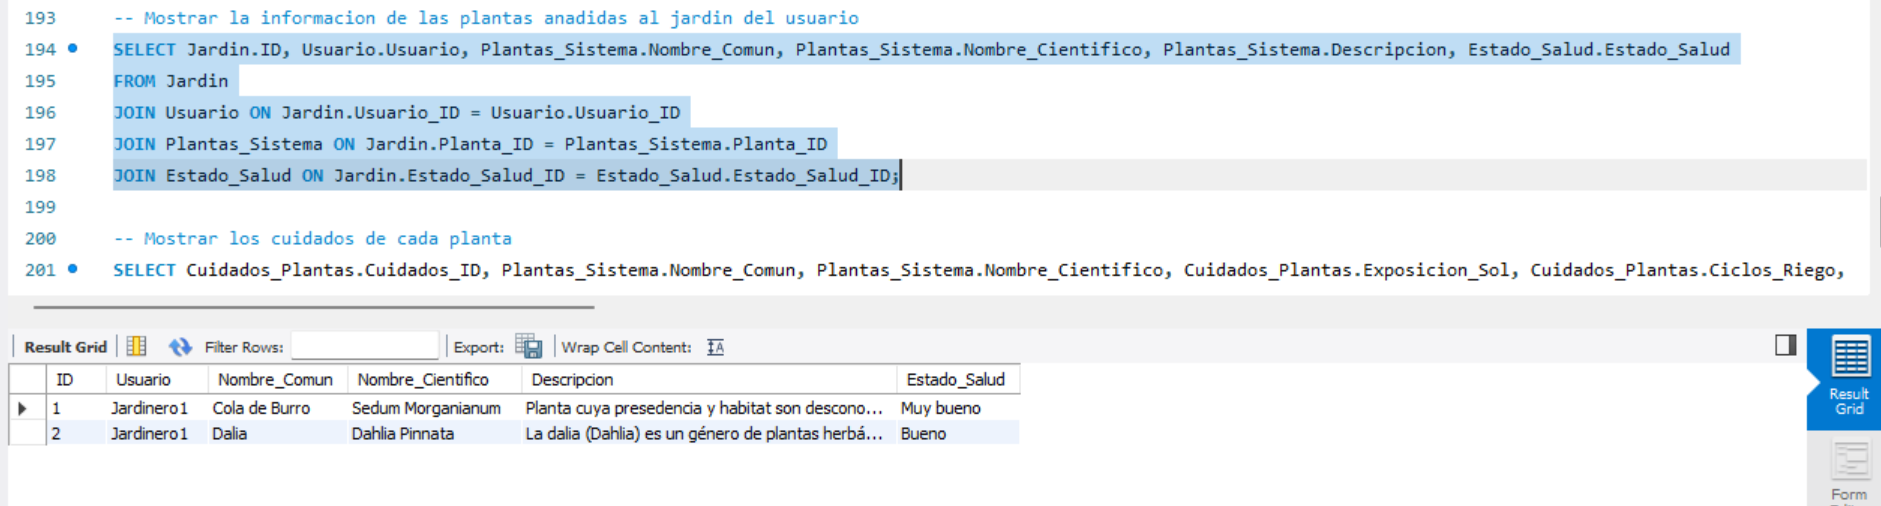 193 -- Mostrar la informacion de las plantas anadidas al jardin del usuario
194 SELECT Jardin.ID, Usuario.Usuario, Plantas_Sistema.Nombre_Comun, Plantas_Sistema.Nombre_Cientifico, Plantas_Sistema.Descripcion, Estado_Salud.Estado_Salud
195 FROM Jardin
196 JOIN Usuario ON Jardin.Usuario_ID = Usuario.Usuario_ID
197 JOIN Plantas_Sistema ON Jardin.Planta_ID = Plantas_Sistema.Planta_ID
198 JOIN Estado_Salud ON Jardin.Estado_Salud_ID = Estado_Salud.Estado_Salud_ID;
199
200 -- Mostrar los cuidados de cada planta
201 SELECT Cuidados_Plantas.Cuidados_ID, Plantas_Sistema.Nombre_Comun, Plantas_Sistema.Nombre_Cientifico, Cuidados_Plantas.Exposicion_Sol, Cuidados_Plantas.Ciclos_Riego,
Result Grid Filter Rows: Export: Wrap Cell Content:
ID Usuario Nombre_Comun Nombre_Cientifico Descripcion Estado_Salud
1 Jardinero1 Cola de Burro Sedum Morganianum Planta cuya presedencia y habitat son descono... Muy bueno
2 Jardinero1 Dalia Dahlia Pinnata La dalia (Dahlia) es un género de plantas herbá... Bueno
Result
Grid
Form